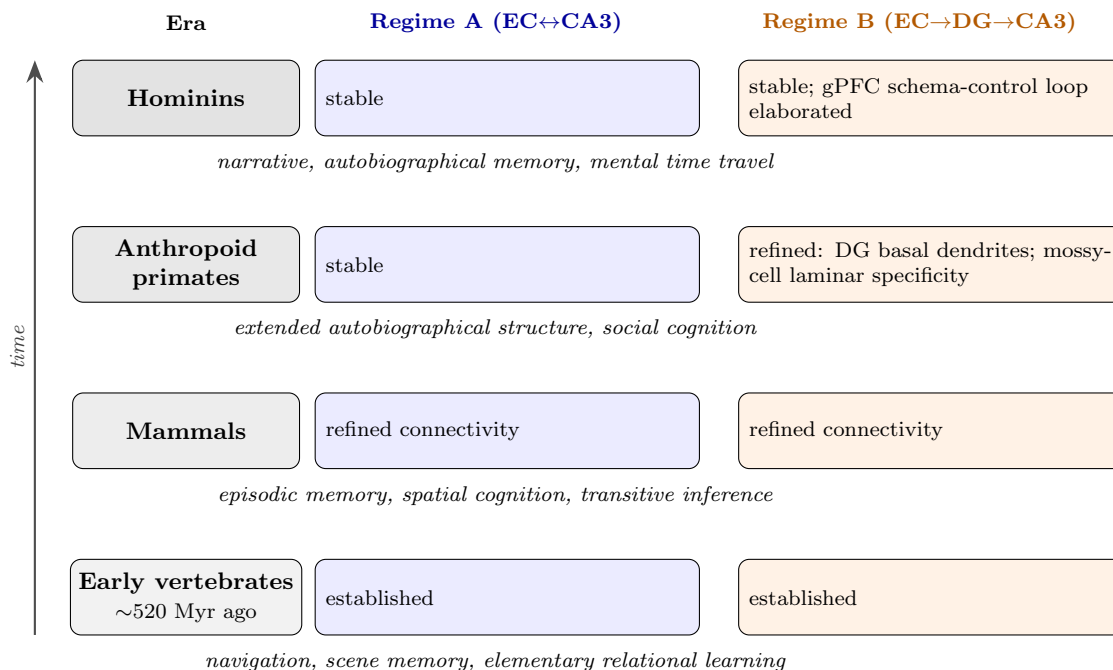 Era
Regime A (EC↔CA3)
Regime B (EC→DG→CA3)
Hominins
stable
stable; gPFC schema-control loop
elaborated
narrative, autobiographical memory, mental time travel
Anthropoid
primates
stable
refined: DG basal dendrites; mossy-
cell laminar specificity
extended autobiographical structure, social cognition
time
Mammals
refined connectivity
refined connectivity
episodic memory, spatial cognition, transitive inference
Early vertebrates
∼520 Myr ago
established
established
navigation, scene memory, elementary relational learning